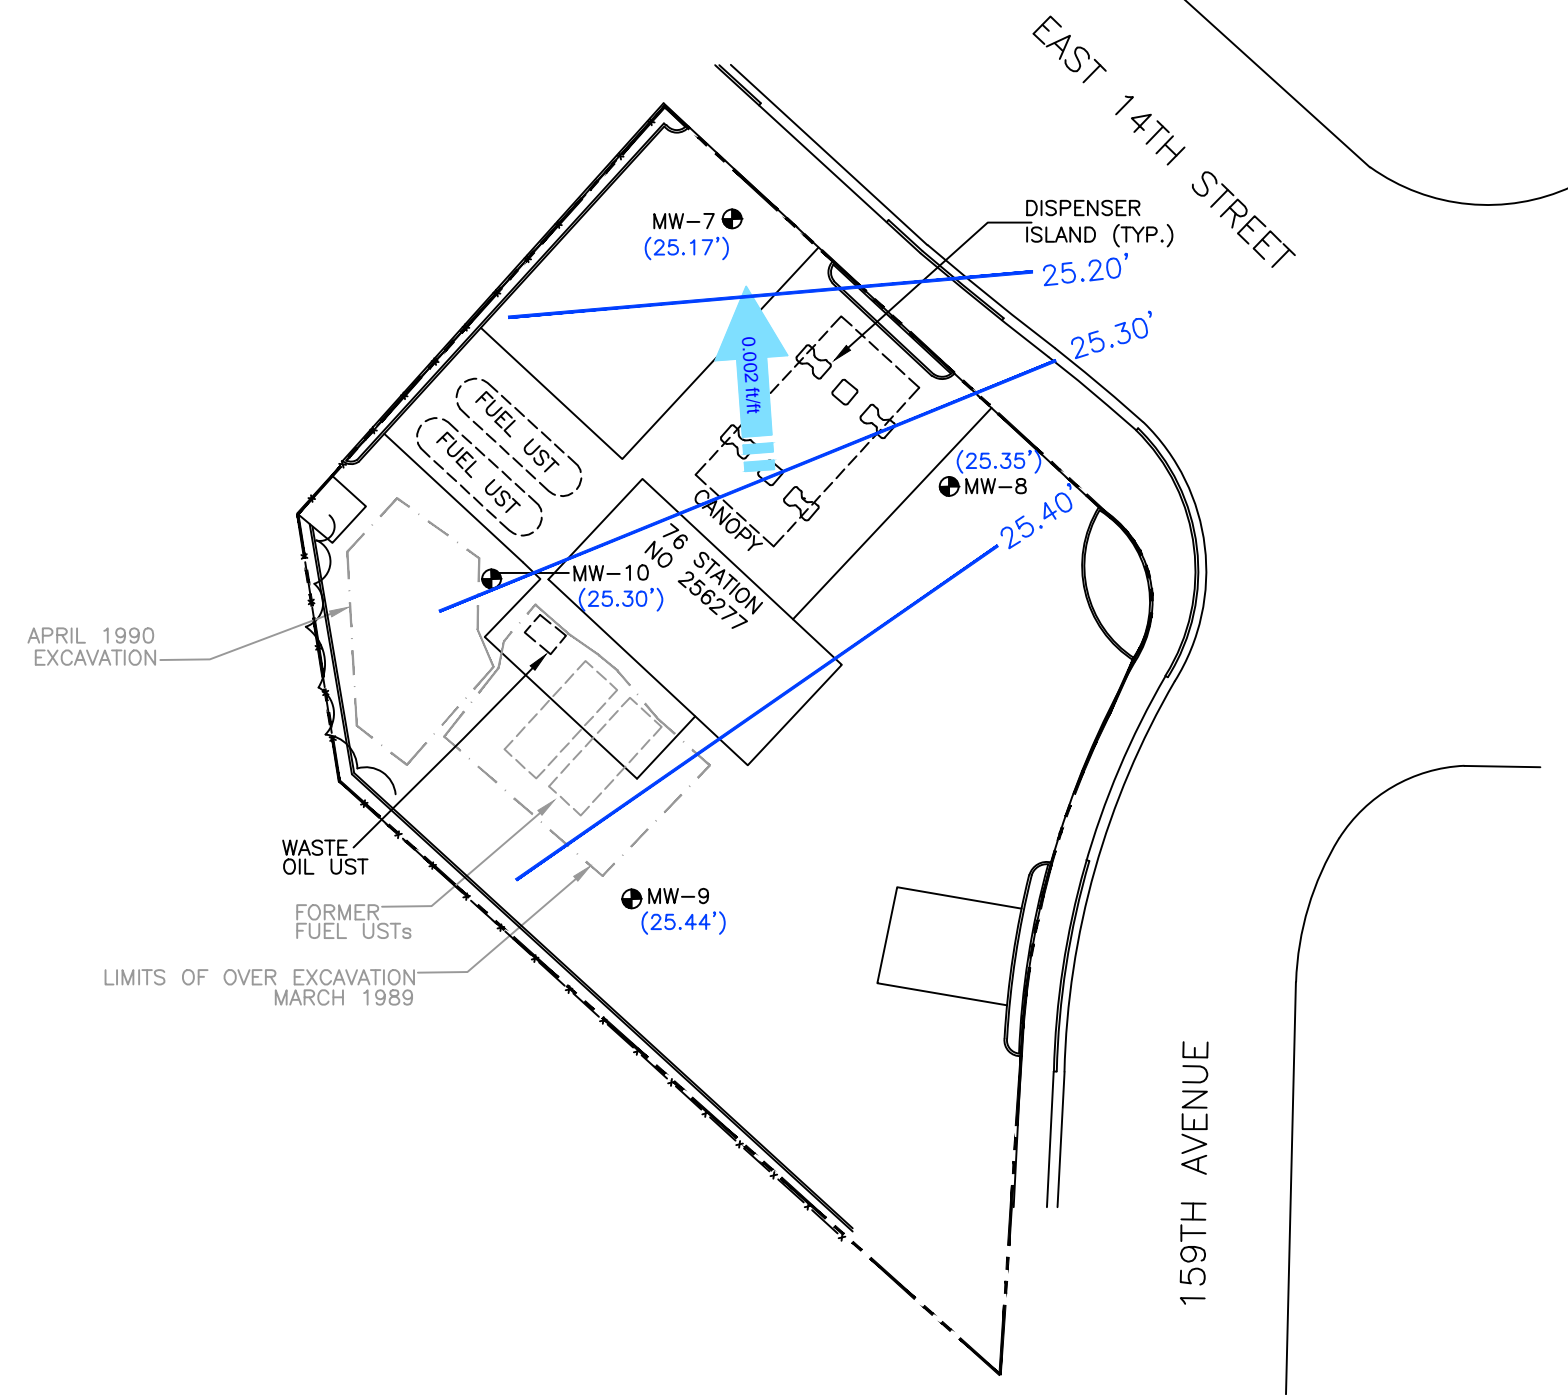 EAST 14TH STREET
DISPENSER
ISLAND (TYP.)
MW-7
(25.17')
25.20'
25.30'
0.002 ft/ft
FUEL UST
FUEL UST
(25.35')
MW-8
25.40'
CANOPY
76 STATION
NO 256277
MW-10
(25.30')
APRIL 1990
EXCAVATION
WASTE
OIL UST
FORMER
FUEL USTs
MW-9
(25.44')
LIMITS OF OVER EXCAVATION
MARCH 1989
159TH AVENUE